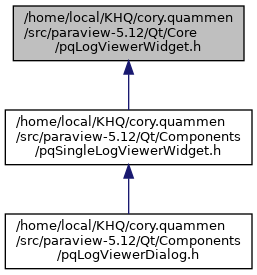 /home/local/KHQ/cory.quammen
/src/paraview-5.12/Qt/Core
/pqLogViewerWidget.h
/home/local/KHQ/cory.quammen
/src/paraview-5.12/Qt/Components
/pqSingleLogViewerWidget.h
/home/local/KHQ/cory.quammen
/src/paraview-5.12/Qt/Components
/pqLogViewerDialog.h